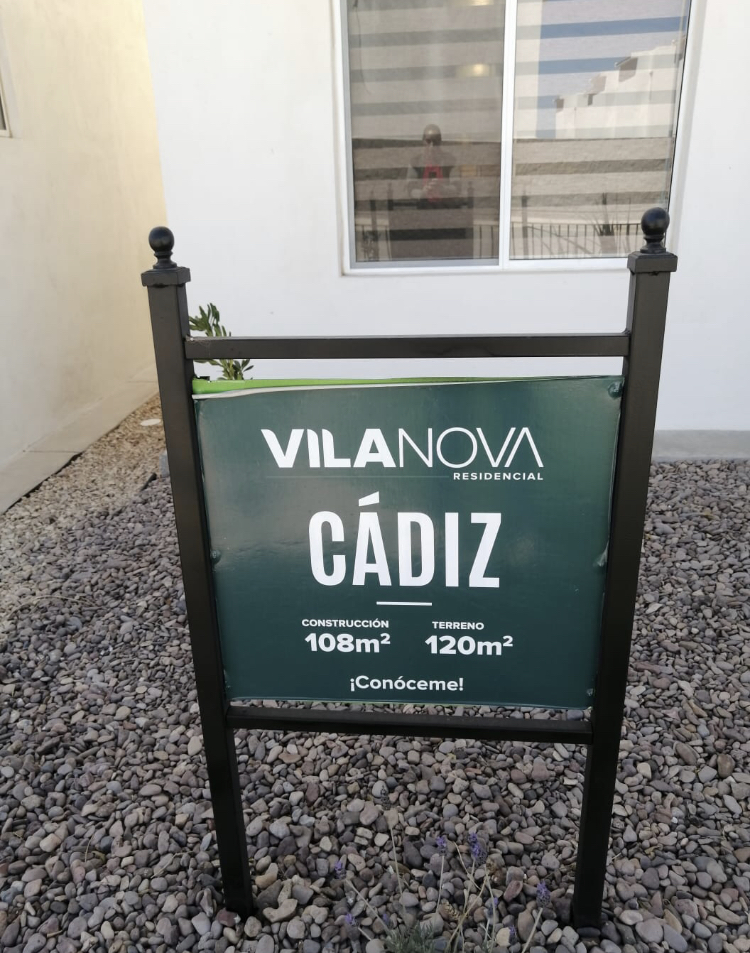 VILANOVA
RESIDENCIAL
CÁDIZ
CONSTRUCCIÓN TERRENO
108m² 120m²
¡Conóceme!